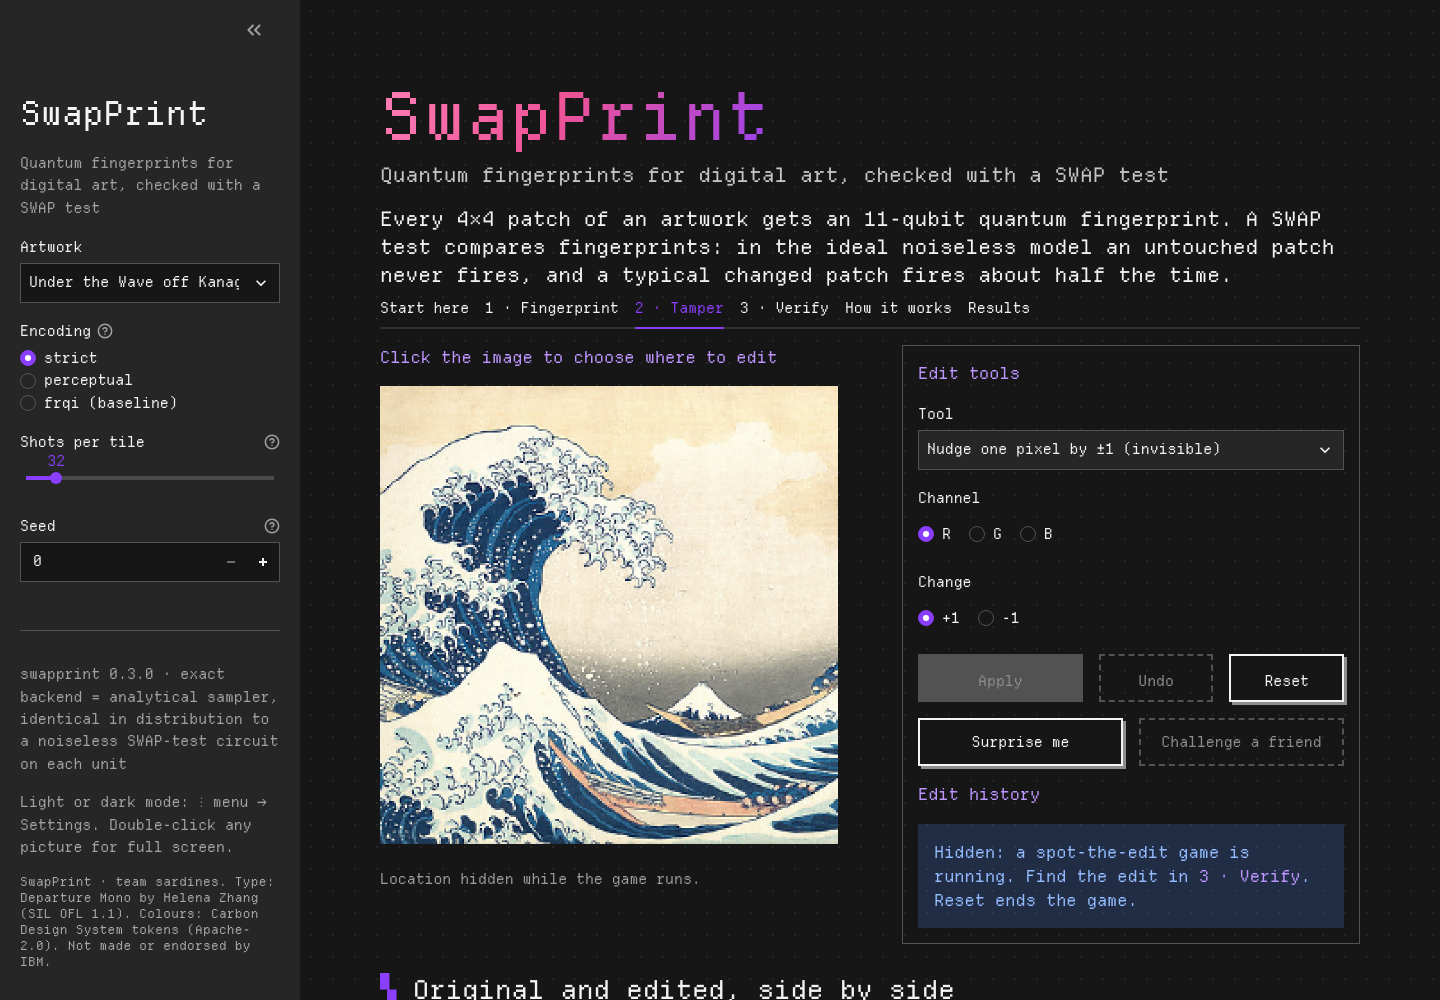 SwapPrint
Quantum fingerprints for
digital art, checked with a
SWAP test
Artwork
Under the Wave off Kanag
Encoding
strict
perceptual
frqi (baseline)
Shots per tile
32
Seed
0
swapprint 0.3.0 · exact
backend = analytical sampler,
identical in distribution to
a noiseless SWAP-test circuit
on each unit
Light or dark mode: ⋮ menu →
Settings. Double-click any
picture for full screen.
SwapPrint · team sardines. Type:
Departure Mono by Helena Zhang
(SIL OFL 1.1). Colours: Carbon
Design System tokens (Apache-
2.0). Not made or endorsed by
IBM.
SwapPrint
Quantum fingerprints for digital art, checked with a SWAP test
Every 4×4 patch of an artwork gets an 11-qubit quantum fingerprint. A SWAP
test compares fingerprints: in the ideal noiseless model an untouched patch
never fires, and a typical changed patch fires about half the time.
Start here 1 · Fingerprint 2 · Tamper 3 · Verify How it works Results
Click the image to choose where to edit
Location hidden while the game runs.
Edit tools
Tool
Nudge one pixel by ±1 (invisible)
Channel
R G B
Change
+1 -1
Apply Undo Reset
Surprise me Challenge a friend
Edit history
Hidden: a spot-the-edit game is
running. Find the edit in 3 · Verify.
Reset ends the game.
Original and edited, side by side